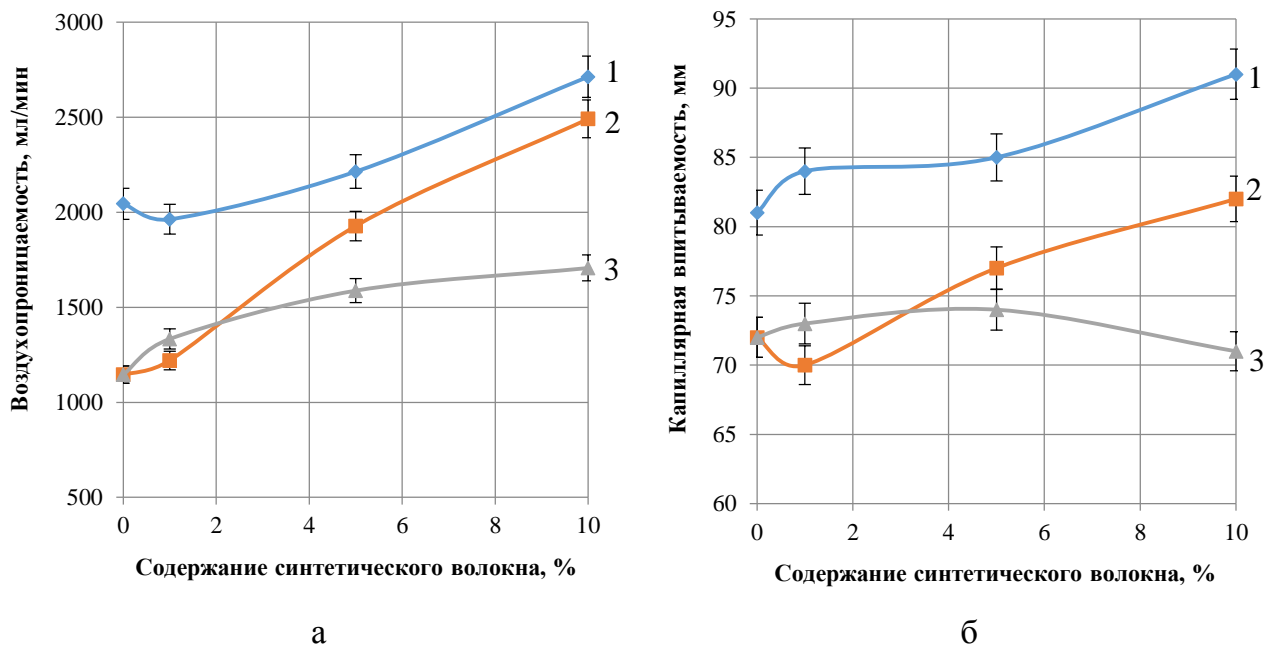 Воздухопроницаемость, мл/мин
3000
2500
2000
1500
1000
500
0 2 4 6 8 10
1
2
3
Содержание синтетического волокна, %
а
Капиллярная впитываемость, мм
95
90
85
80
75
70
65
60
0 2 4 6 8 10
1
2
3
Содержание синтетического волокна, %
б